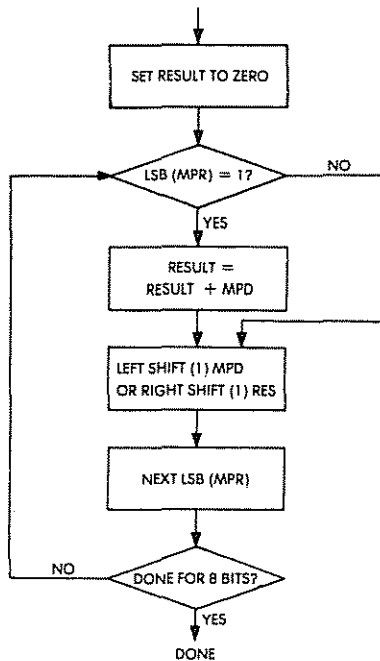 SET RESULT TO ZERO
LSB (MPR) = 1?
NO
YES
RESULT =
RESULT + MPD
LEFT SHIFT (1) MPD
OR RIGHT SHIFT (1) RES
NEXT LSB (MPR)
NO
DONE FOR 8 BITS?
YES
DONE